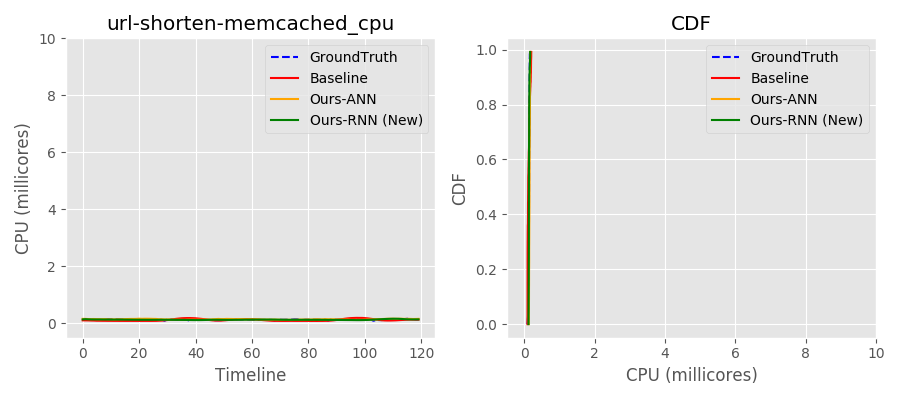 url-shorten-memcached_cpu
CPU (millicores)
10
8
6
4
2
0
0 20 40 60 80 100 120
Timeline
GroundTruth
Baseline
Ours-ANN
Ours-RNN (New)
CDF
CDF
1.0
0.8
0.6
0.4
0.2
0.0
0 2 4 6 8 10
CPU (millicores)
GroundTruth
Baseline
Ours-ANN
Ours-RNN (New)